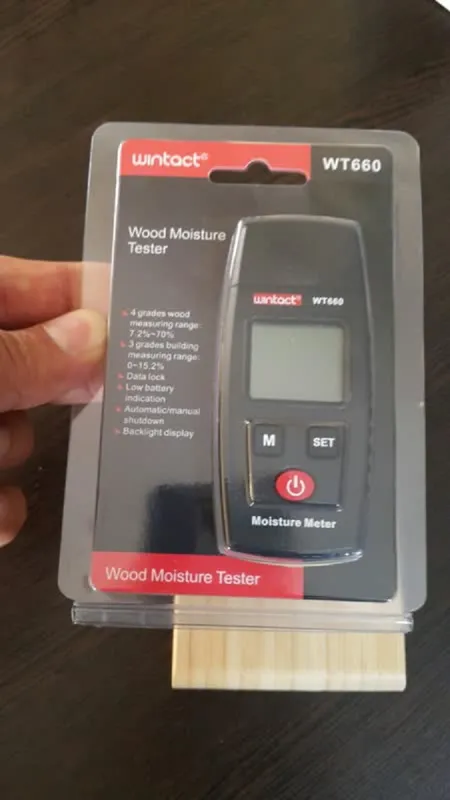 wintact®
WT660
Wood Moisture
Tester
4 grades wood
measuring range:
7.2%~70%
3 grades building
measuring range:
0~15.2%
Data lock
Low battery
indication
Automatic/manual
shutdown
Backlight display
wintact® WT660
M SET
Moisture Meter
Wood Moisture Tester